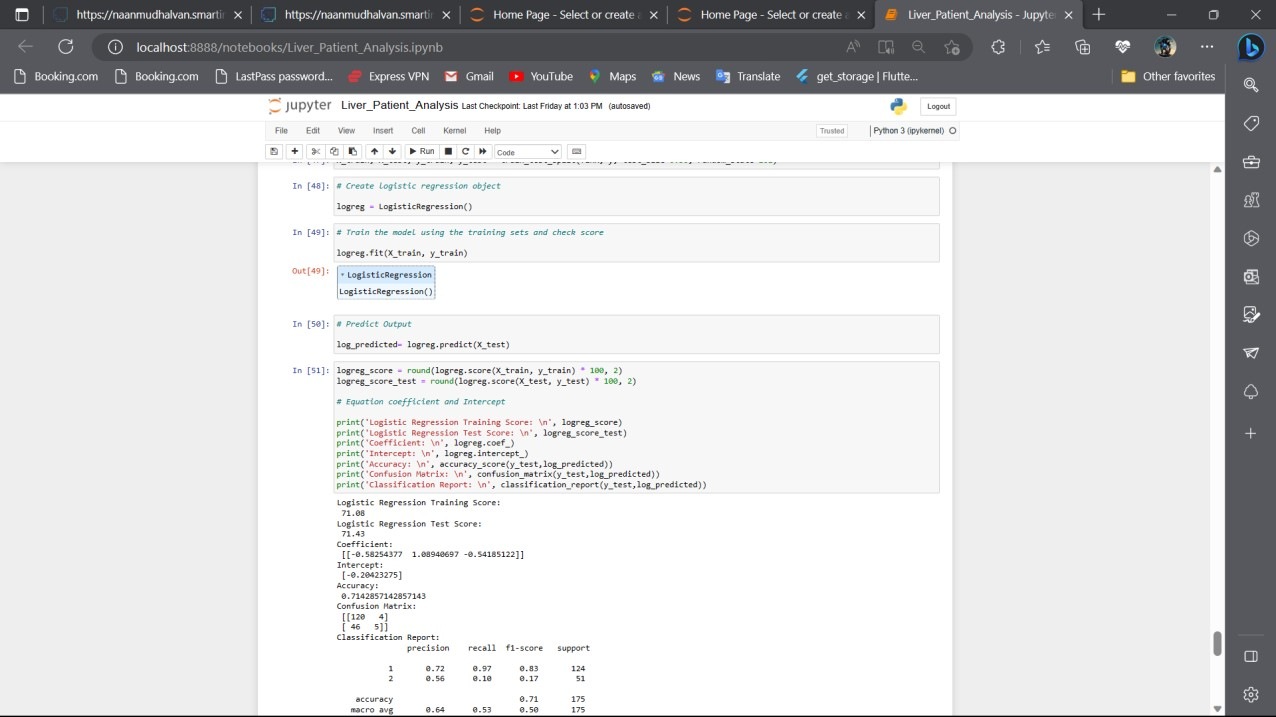 https://naanmudhalvan.smartin
https://naanmudhalvan.smartin
Home Page - Select or create a
Home Page - Select or create a
Liver_Patient_Analysis - Jupyter
localhost:8888/notebooks/Liver_Patient_Analysis.ipynb
Booking.com
Booking.com
LastPass password...
Express VPN
Gmail
YouTube
Maps
News
Translate
get_storage | Flutte...
Other favorites
jupyter Liver_Patient_Analysis Last Checkpoint: Last Friday at 1:03 PM (autosaved)
Logout
File Edit View Insert Cell Kernel Help
Trusted
Python 3 (ipykernel)
Run
Code
In [48]: # Create logistic regression object
logreg = LogisticRegression()
In [49]: # Train the model using the training sets and check score
logreg.fit(X_train, y_train)
Out[49]: ▾ LogisticRegression
LogisticRegression()
In [50]: # Predict Output
log_predicted= logreg.predict(X_test)
In [51]: logreg_score = round(logreg.score(X_train, y_train) * 100, 2)
logreg_score_test = round(logreg.score(X_test, y_test) * 100, 2)
# Equation coefficient and Intercept
print('Logistic Regression Training Score: \n', logreg_score)
print('Logistic Regression Test Score: \n', logreg_score_test)
print('Coefficient: \n', logreg.coef_)
print('Intercept: \n', logreg.intercept_)
print('Accuracy: \n', accuracy_score(y_test,log_predicted))
print('Confusion Matrix: \n', confusion_matrix(y_test,log_predicted))
print('Classification Report: \n', classification_report(y_test,log_predicted))
Logistic Regression Training Score:
71.08
Logistic Regression Test Score:
71.43
Coefficient:
[[-0.58254377 1.08940697 -0.54185122]]
Intercept:
[-0.20423275]
Accuracy:
0.7142857142857143
Confusion Matrix:
[[120 4]
[ 46 5]]
Classification Report:
precision recall f1-score support
1 0.72 0.97 0.83 124
2 0.56 0.10 0.17 51
accuracy 0.71 175
macro avg 0.64 0.53 0.50 175